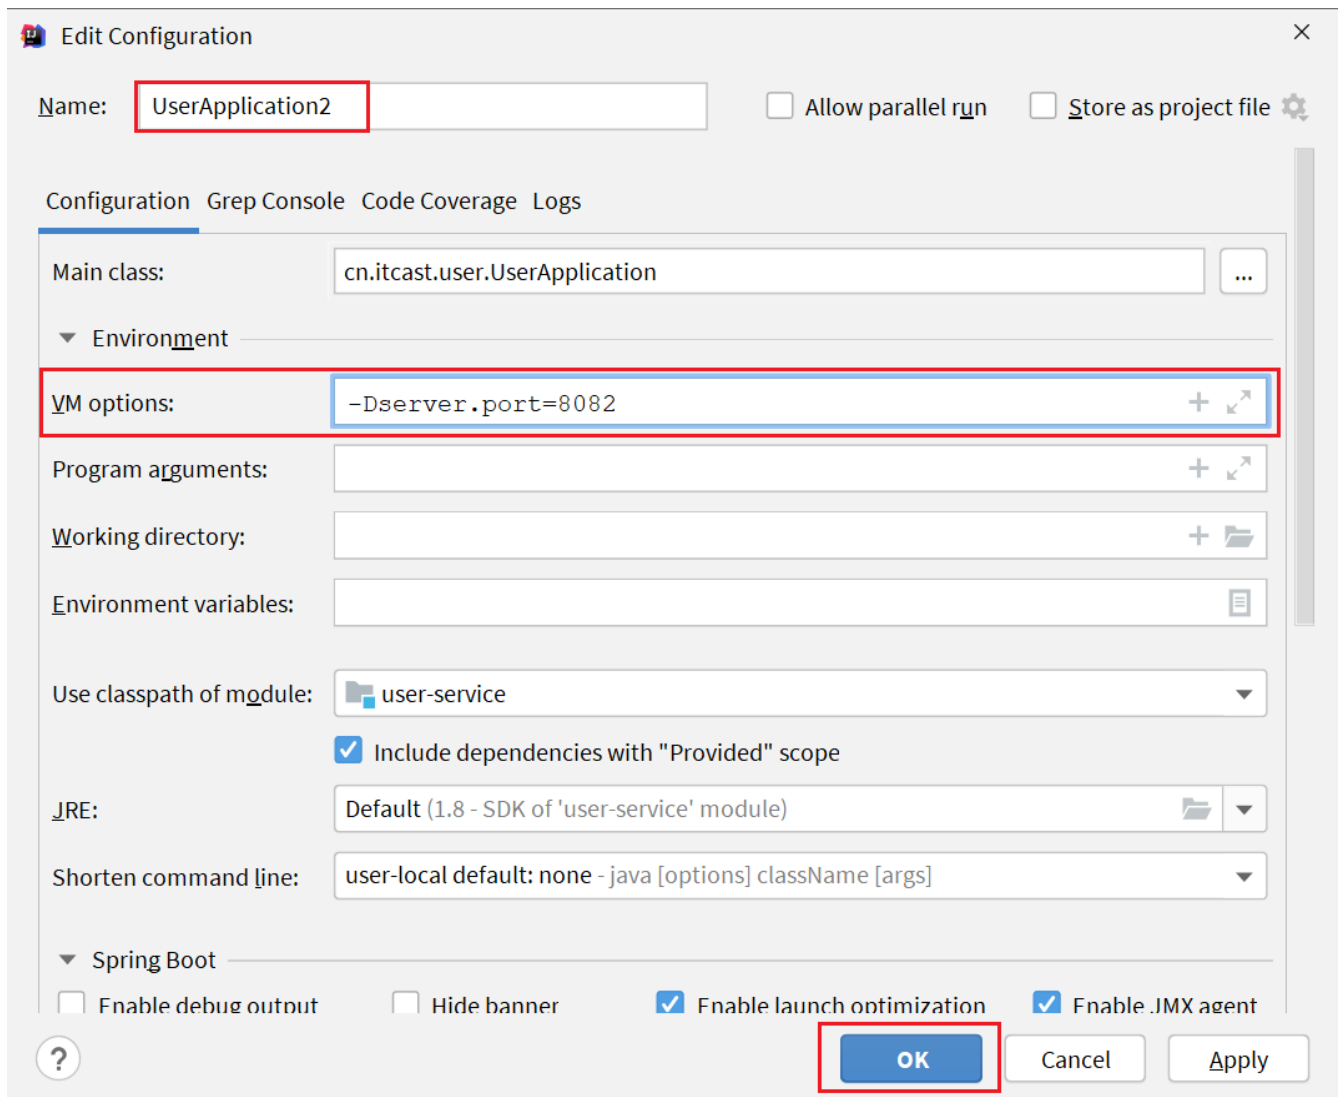 Edit Configuration
Name: UserApplication2 Allow parallel run Store as project file
Configuration Grep Console Code Coverage Logs
Main class: cn.itcast.user.UserApplication ...
Environment
VM options: -Dserver.port=8082
Program arguments:
Working directory:
Environment variables:
Use classpath of module: user-service
Include dependencies with "Provided" scope
JRE: Default (1.8 - SDK of 'user-service' module)
Shorten command line: user-local default: none - java [options] className [args]
Spring Boot
Enable debug output Hide banner Enable launch optimization Enable JMX agent
? OK Cancel Apply